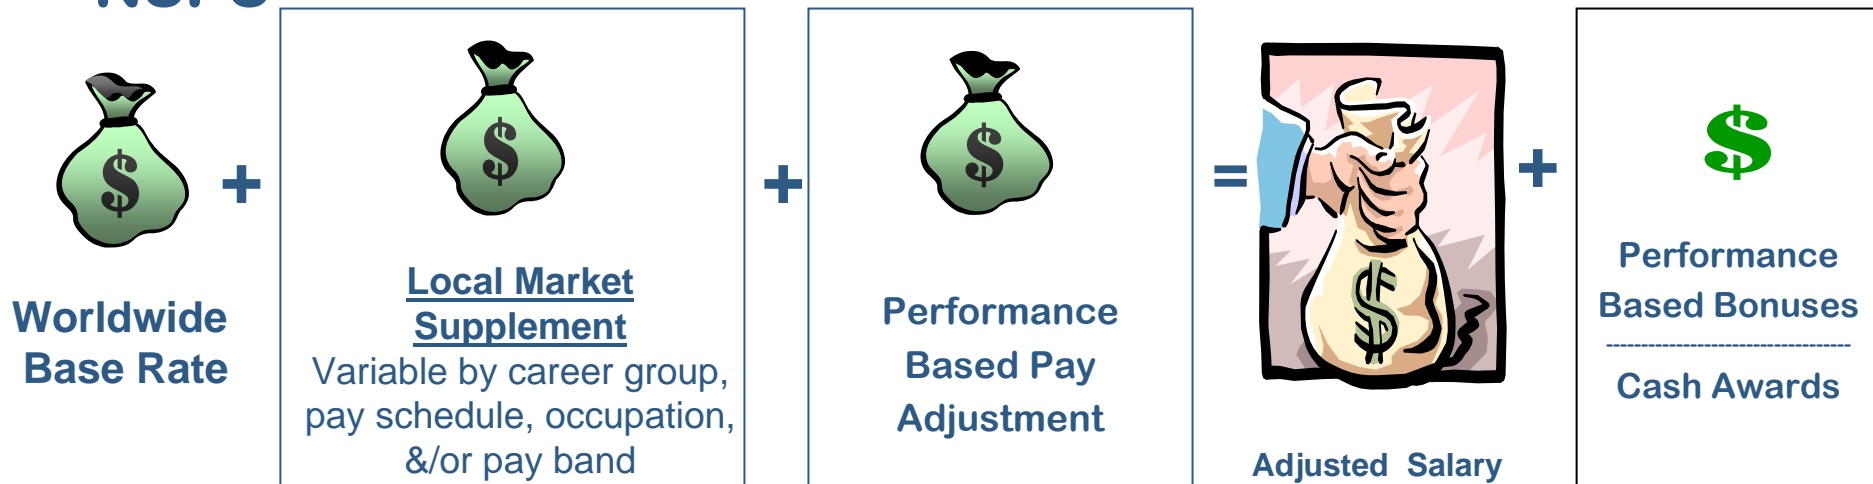 Worldwide
Base Rate
+
Local Market
Supplement
Variable by career group,
pay schedule, occupation,
&/or pay band
+
Performance
Based Pay
Adjustment
=
Adjusted Salary
+
$
Performance
Based Bonuses
-----------------------------------
Cash Awards